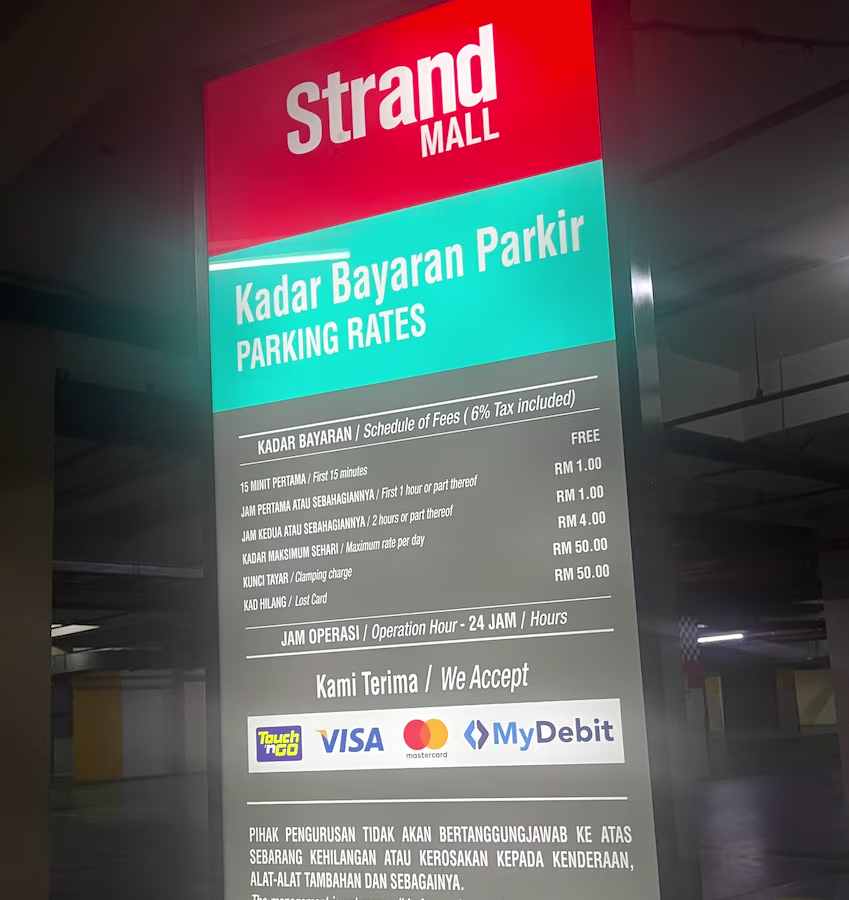 Strand
MALL
Kadar Bayaran Parkir
PARKING RATES
KADAR BAYARAN / Schedule of Fees ( 6% Tax included)
15 MINIT PERTAMA / First 15 minutes FREE
JAM PERTAMA ATAU SEBAHAGIANNYA / First 1 hour or part thereof RM 1.00
JAM KEDUA ATAU SEBAHAGIANNYA / 2 hours or part thereof RM 1.00
KADAR MAKSIMUM SEHARI / Maximum rate per day RM 4.00
KUNCI TAYAR / Clamping charge RM 50.00
KAD HILANG / Lost Card RM 50.00
JAM OPERASI / Operation Hour - 24 JAM / Hours
Kami Terima / We Accept
Touch 'n GO VISA mastercard MyDebit
PIHAK PENGURUSAN TIDAK AKAN BERTANGGUNGJAWAB KE ATAS
SEBARANG KEHILANGAN ATAU KEROSAKAN KEPADA KENDERAAN,
ALAT-ALAT TAMBAHAN DAN SEBAGAINYA.
The management